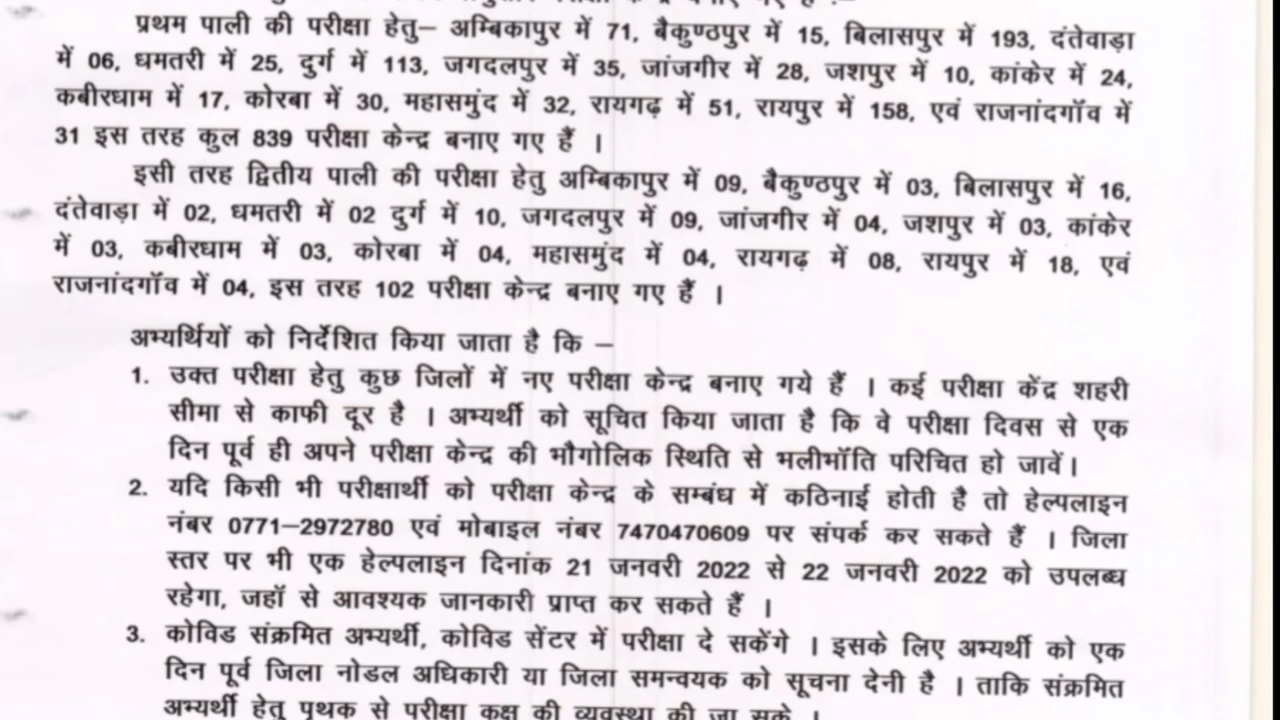 प्रथम पाली की परीक्षा हेतु– अम्बिकापुर में 71, बैकुण्ठपुर में 15, बिलासपुर में 193, दंतेवाड़ा
में 06, धमतरी में 25, दुर्ग में 113, जगदलपुर में 35, जांजगीर में 28, जशपुर में 10, कांकेर में 24,
कबीरधाम में 17, कोरबा में 30, महासमुंद में 32, रायगढ़ में 51, रायपुर में 158, एवं राजनांदगॉव में
31 इस तरह कुल 839 परीक्षा केन्द्र बनाए गए हैं ।
इसी तरह द्वितीय पाली की परीक्षा हेतु अम्बिकापुर में 09, बैकुण्ठपुर में 03, बिलासपुर में 16,
दंतेवाड़ा में 02, धमतरी में 02 दुर्ग में 10, जगदलपुर में 09, जांजगीर में 04, जशपुर में 03, कांकेर
में 03, कबीरधाम में 03, कोरबा में 04, महासमुंद में 04, रायगढ़ में 08, रायपुर में 18, एवं
राजनांदगॉव में 04, इस तरह 102 परीक्षा केन्द्र बनाए गए हैं ।
अभ्यर्थियों को निर्देशित किया जाता है कि –
1. उक्त परीक्षा हेतु कुछ जिलों में नए परीक्षा केन्द्र बनाए गये हैं । कई परीक्षा केंद्र शहरी
सीमा से काफी दूर है । अभ्यर्थी को सूचित किया जाता है कि वे परीक्षा दिवस से एक
दिन पूर्व ही अपने परीक्षा केन्द्र की भौगोलिक स्थिति से भलीभॉति परिचित हो जावें।
2. यदि किसी भी परीक्षार्थी को परीक्षा केन्द्र के सम्बंध में कठिनाई होती है तो हेल्पलाइन
नंबर 0771–2972780 एवं मोबाइल नंबर 7470470609 पर संपर्क कर सकते हैं । जिला
स्तर पर भी एक हेल्पलाइन दिनांक 21 जनवरी 2022 से 22 जनवरी 2022 को उपलब्ध
रहेगा, जहॉ से आवश्यक जानकारी प्राप्त कर सकते हैं ।
3. कोविड संक्रमित अभ्यर्थी, कोविड सेंटर में परीक्षा दे सकेंगे । इसके लिए अभ्यर्थी को एक
दिन पूर्व जिला नोडल अधिकारी या जिला समन्वयक को सूचना देनी है । ताकि संक्रमित
अभ्यर्थी हेतु पृथक से परीक्षा कक्ष की व्यवस्था की जा सके ।